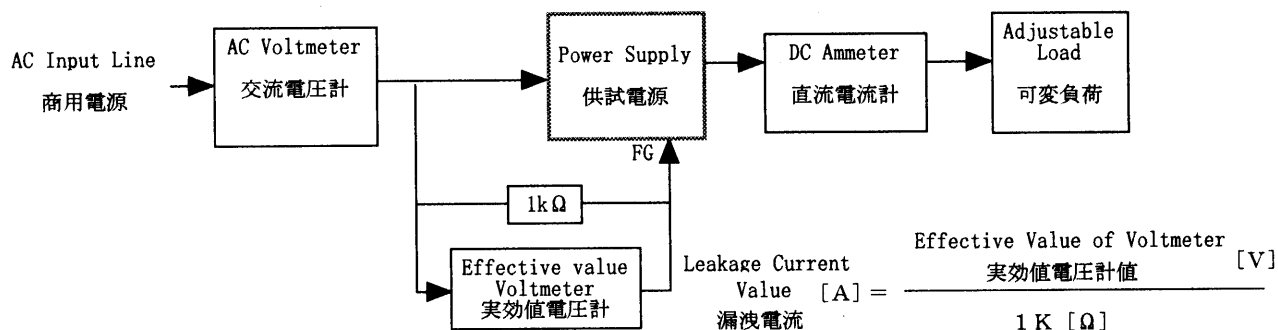 AC Input Line
商用電源
AC Voltmeter
交流電圧計
Power Supply
供試電源
FG
DC Ammeter
直流電流計
Adjustable
Load
可変負荷
1kΩ
Effective value
Voltmeter
実効値電圧計
Leakage Current
Value [A] =
漏洩電流
Effective Value of Voltmeter
実効値電圧計値 [V]
1 K [Ω]